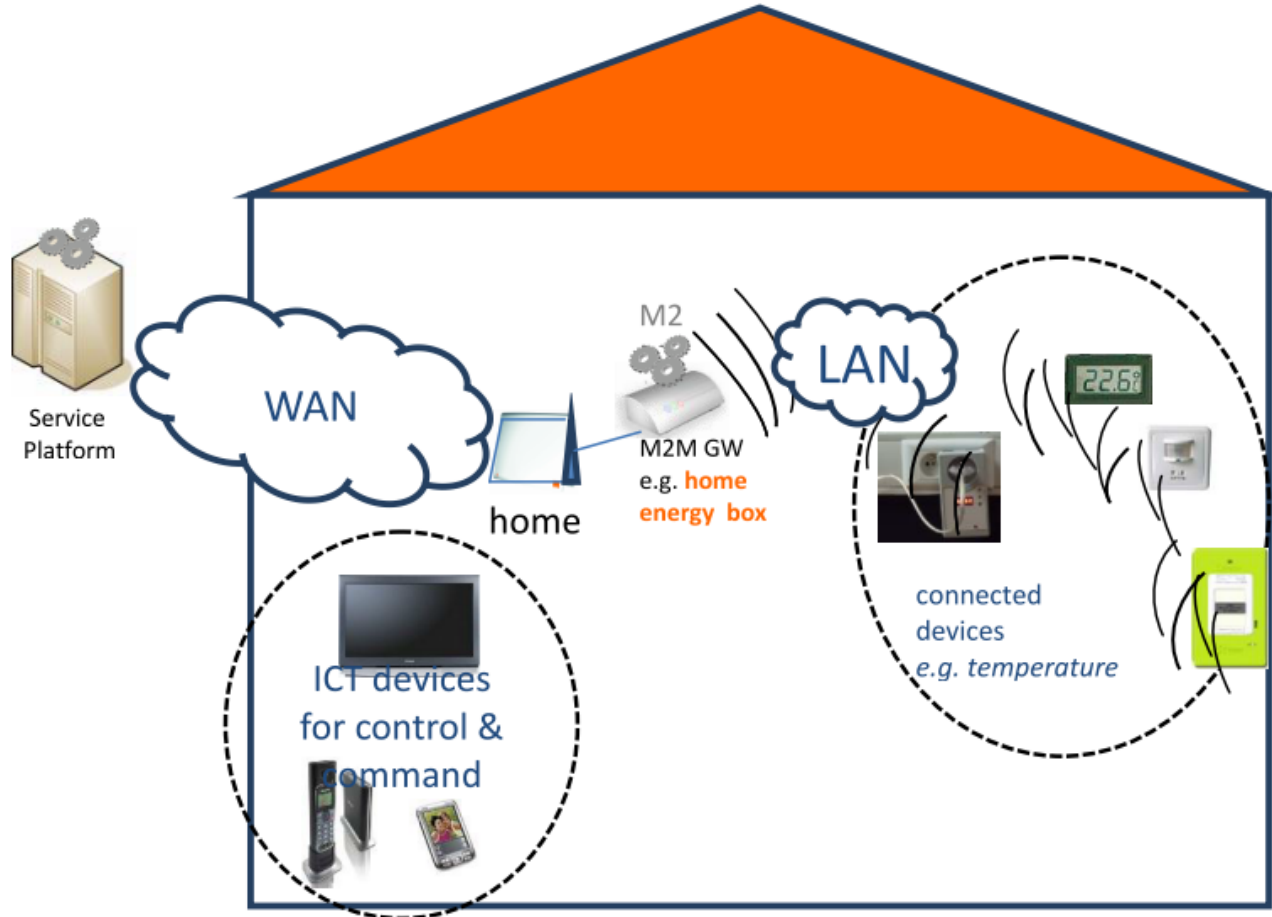 Service
Platform
WAN
home
M2
M2M GW
e.g. home
energy box
LAN
22.6
connected
devices
e.g. temperature
ICT devices
for control &
command